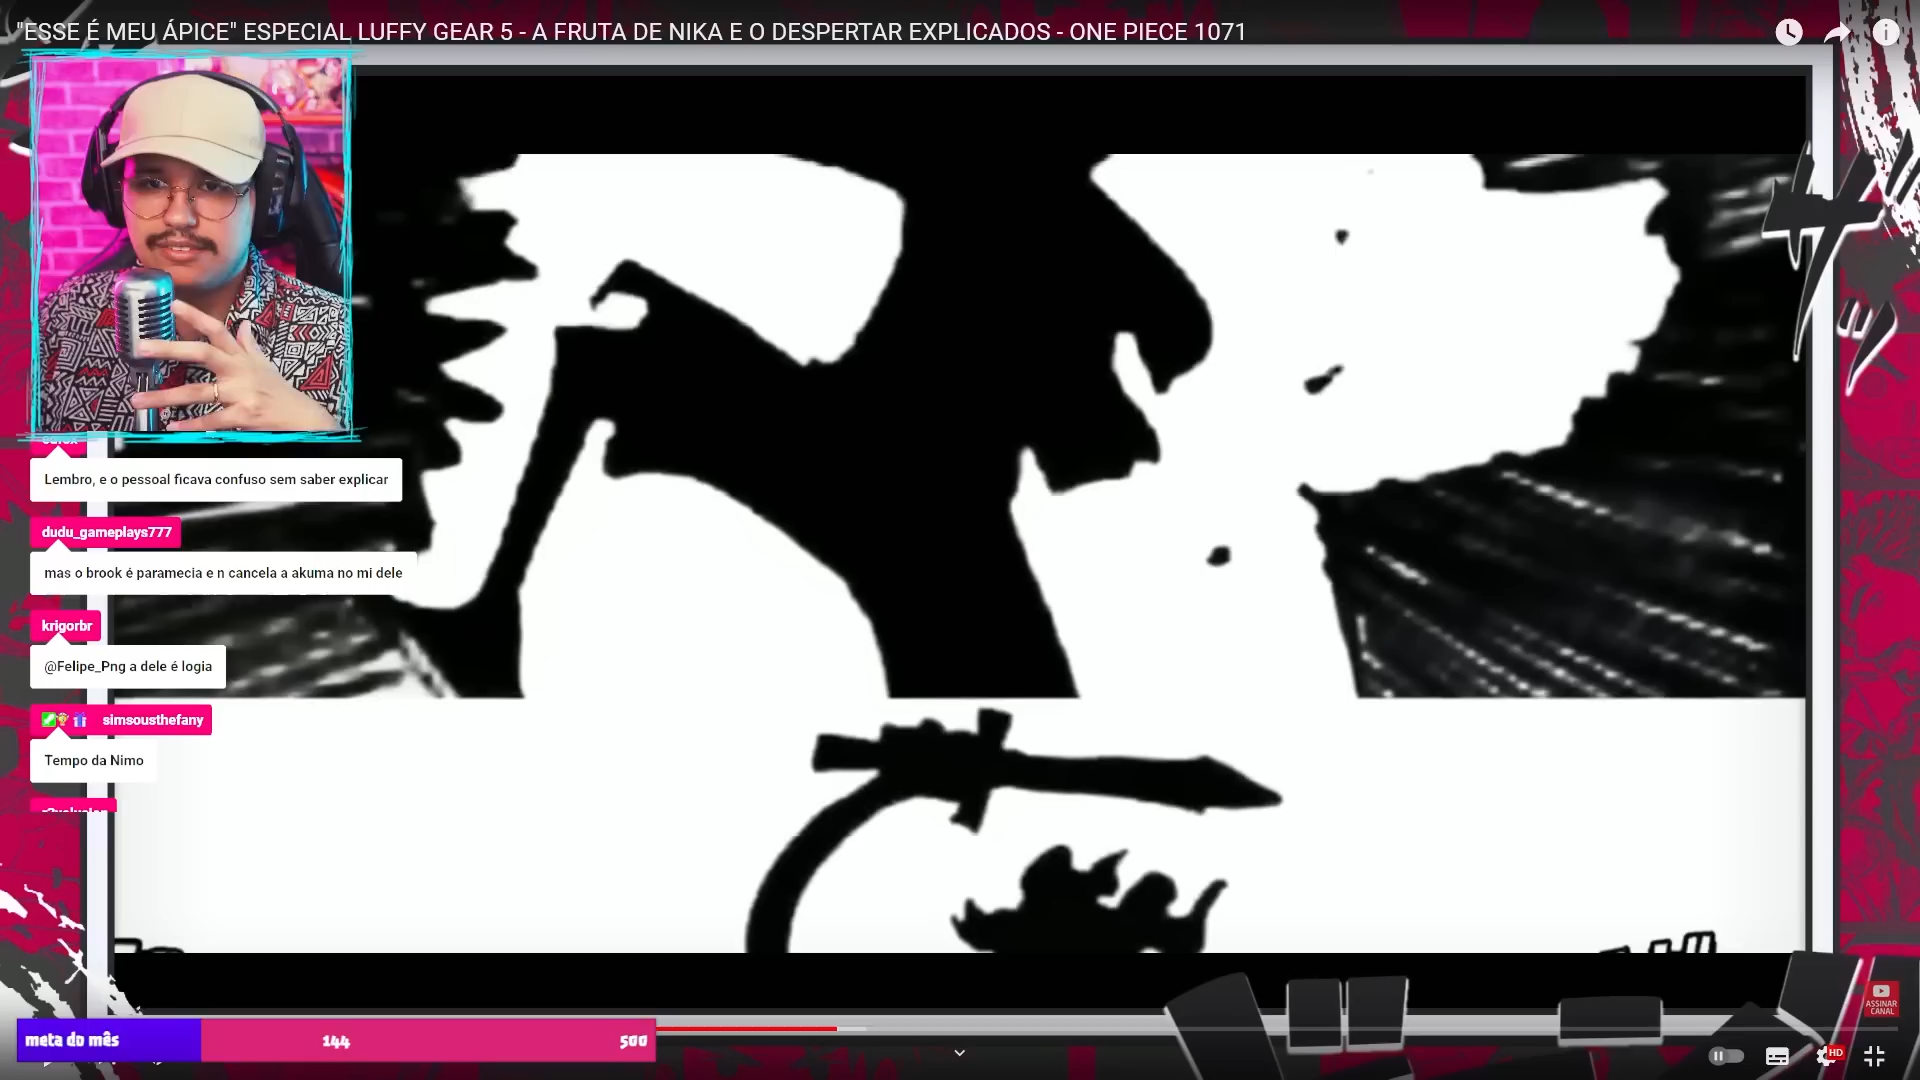 "ESSE É MEU ÁPICE" ESPECIAL LUFFY GEAR 5 - A FRUTA DE NIKA E O DESPERTAR EXPLICADOS - ONE PIECE 1071
Lembro, e o pessoal ficava confuso sem saber explicar
dudu_gameplays777
mas o brook é paramecia e n cancela a akuma no mi dele
krigorbr
@Felipe_Png a dele é logia
simsousthefany
Tempo da Nimo
ASSINAR
CANAL
meta do mês 144 500
HD